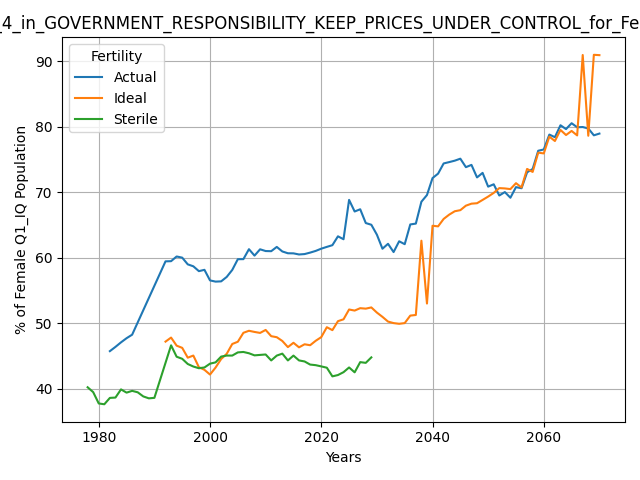 _4_in_GOVERNMENT_RESPONSIBILITY_KEEP_PRICES_UNDER_CONTROL_for_Fe
Fertility
Actual
Ideal
Sterile
% of Female Q1_IQ Population
90
80
70
60
50
40
1980
2000
2020
2040
2060
Years